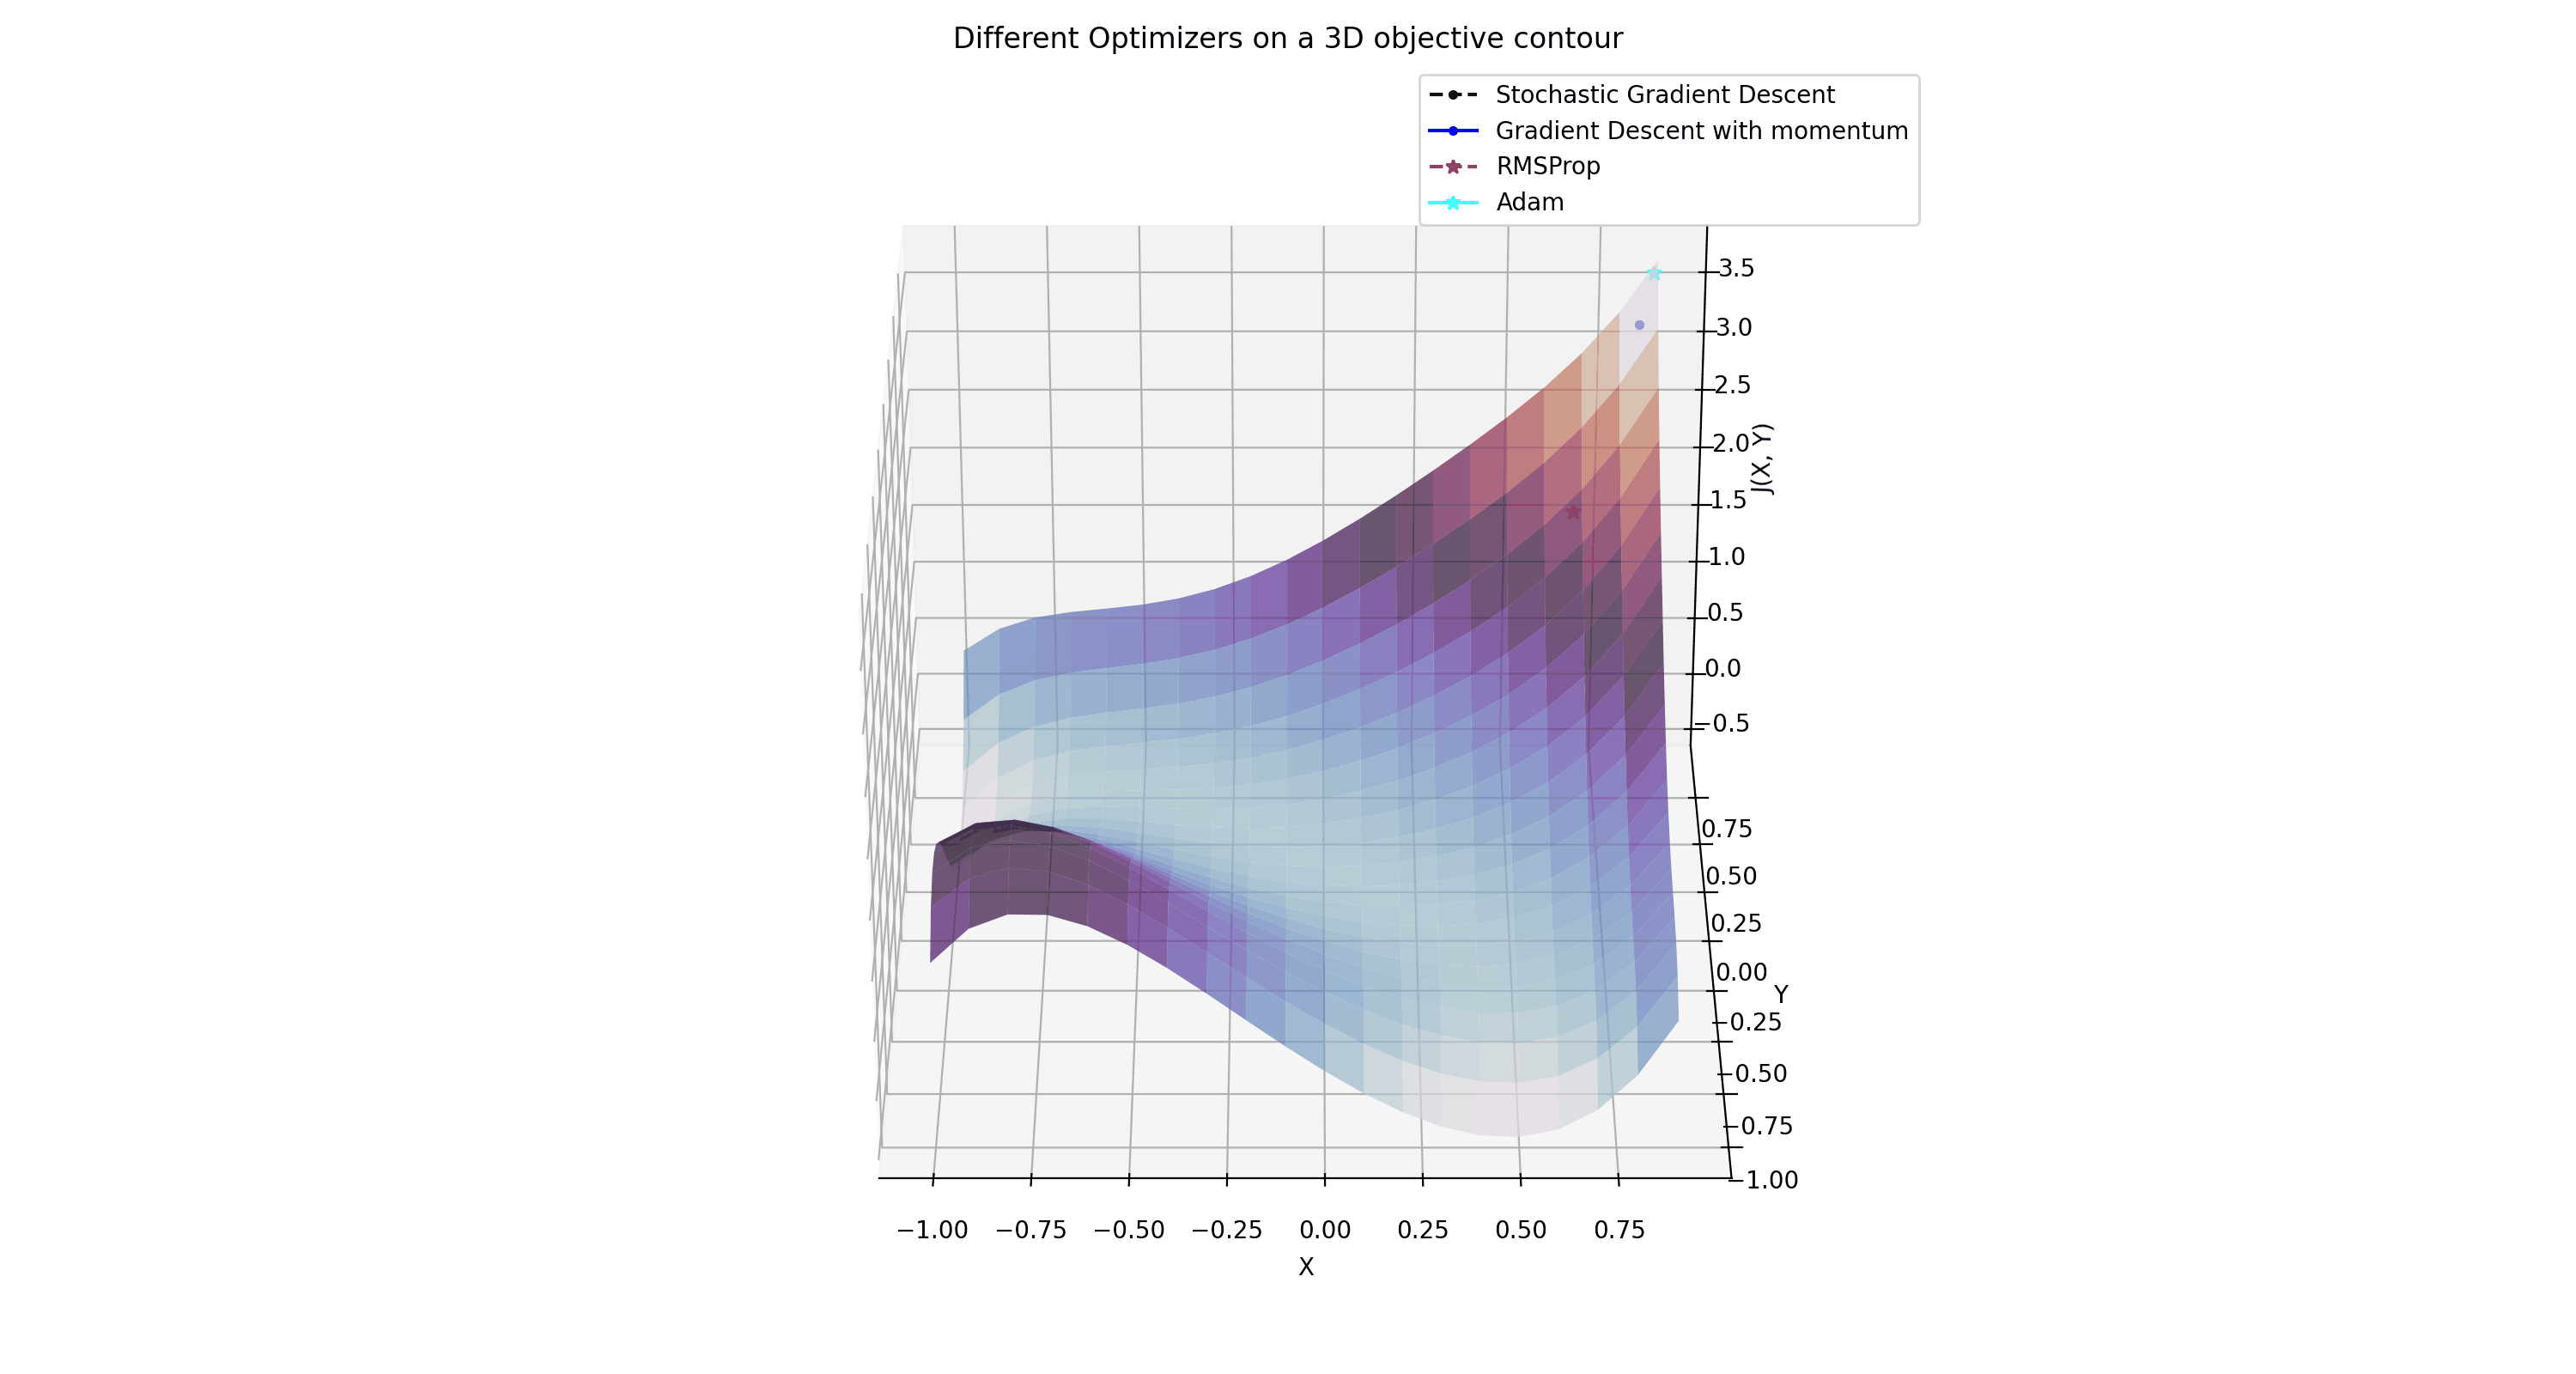 Different Optimizers on a 3D objective contour
Stochastic Gradient Descent
Gradient Descent with momentum
RMSProp
Adam
3.5
3.0
2.5
2.0
1.5
1.0
0.5
0.0
−0.5
J(X, Y)
0.75
0.50
0.25
0.00
−0.25
−0.50
−0.75
−1.00
Y
−1.00 −0.75 −0.50 −0.25 0.00 0.25 0.50 0.75
X